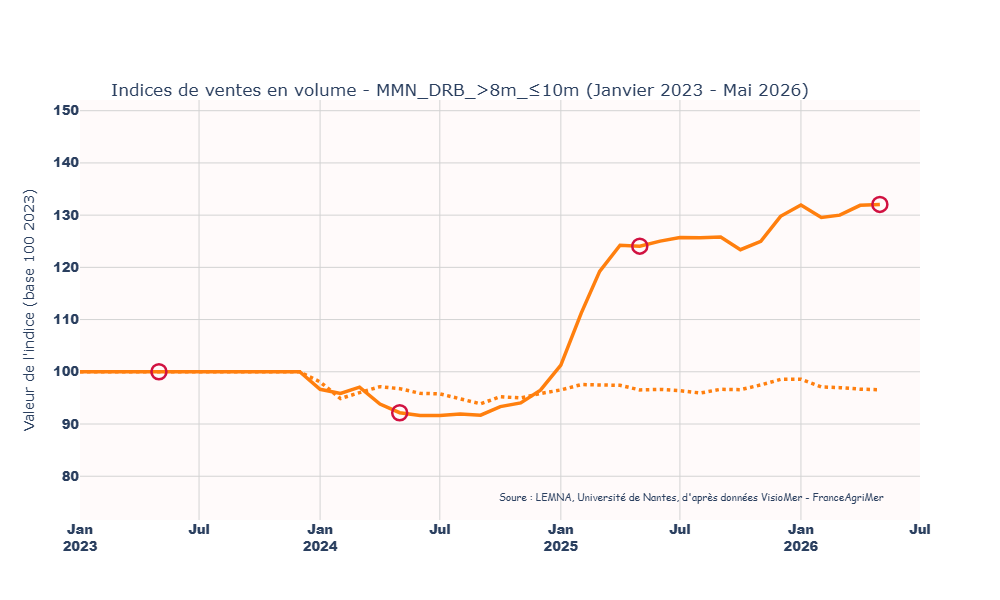 Indices de ventes en volume - MMN_DRB_>8m_≤10m (Janvier 2023 - Mai 2026)
Valeur de l'indice (base 100 2023)
150
140
130
120
110
100
90
80
Soure : LEMNA, Université de Nantes, d'après données VisioMer - FranceAgriMer
Jan Jul Jan Jul Jan Jul Jan Jul
2023 2024 2025 2026